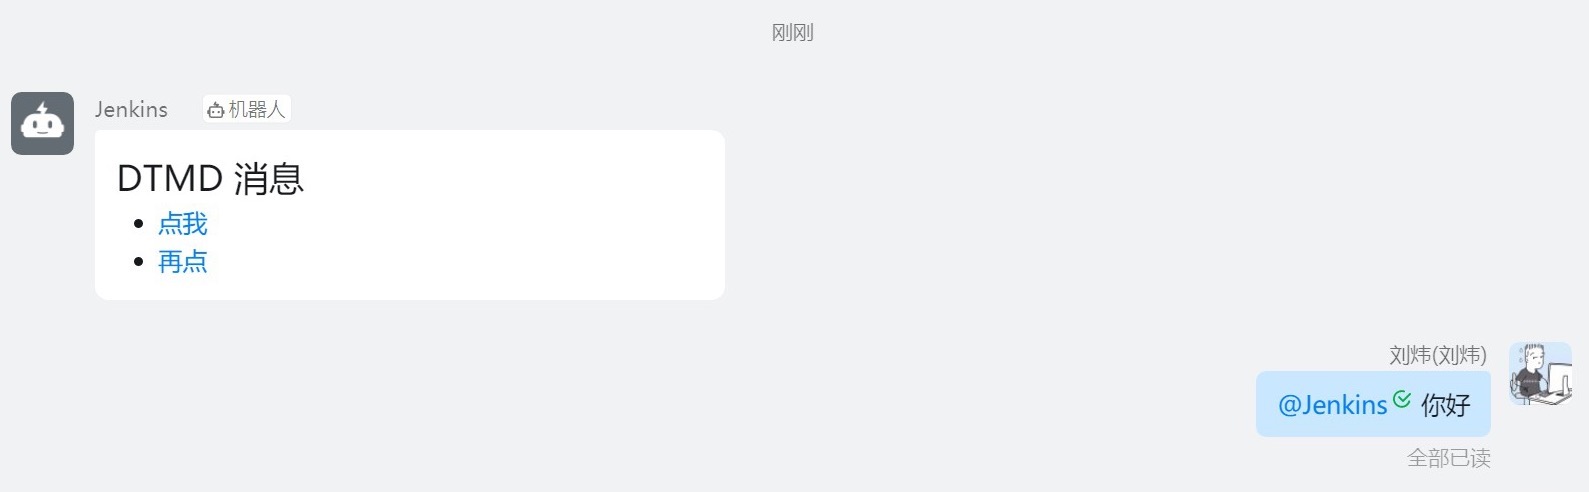 刚刚
Jenkins 机器人
DTMD 消息
点我
再点
刘炜(刘炜)
@Jenkins 你好
全部已读